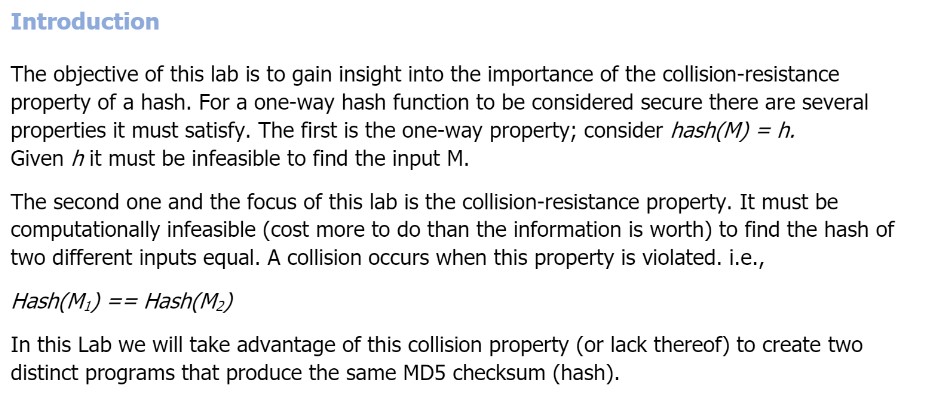 Introduction
The objective of this lab is to gain insight into the importance of the collision-resistance
property of a hash. For a one-way hash function to be considered secure there are several
properties it must satisfy. The first is the one-way property; consider hash(M) = h.
Given h it must be infeasible to find the input M.
The second one and the focus of this lab is the collision-resistance property. It must be
computationally infeasible (cost more to do than the information is worth) to find the hash of
two different inputs equal. A collision occurs when this property is violated. i.e.,
Hash(M₁) == Hash(M₂)
In this Lab we will take advantage of this collision property (or lack thereof) to create two
distinct programs that produce the same MD5 checksum (hash).